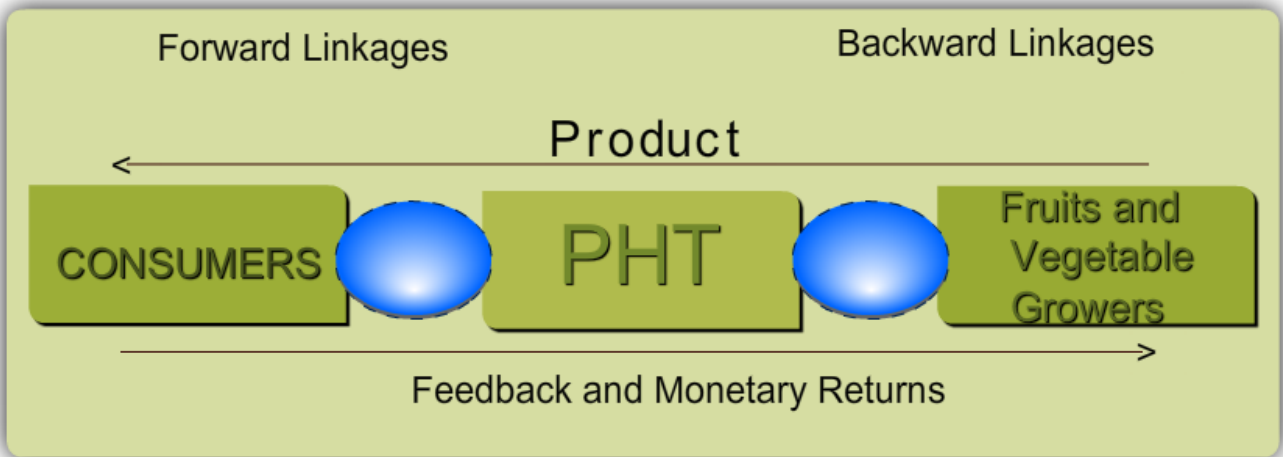 Forward Linkages
Backward Linkages
Product
CONSUMERS
PHT
Fruits and
Vegetable
Growers
Feedback and Monetary Returns